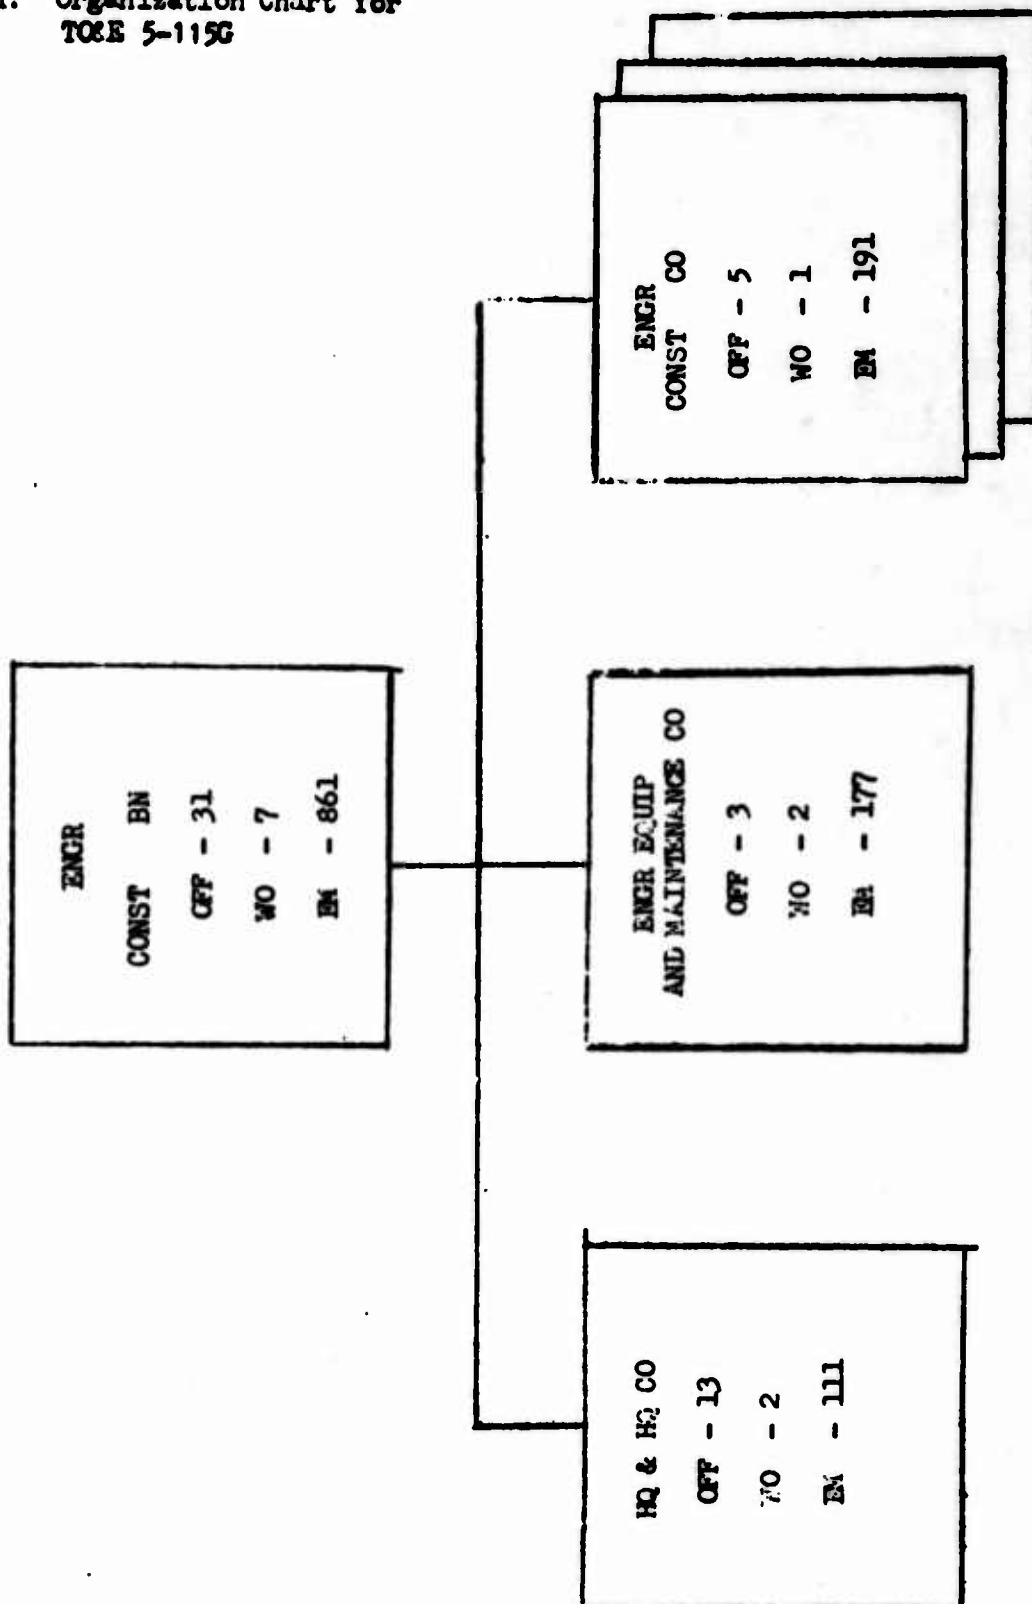 Organization Chart for
TO&E 5-115G
ENGR
CONST BN
OFF - 31
WO - 7
EM - 861
HQ & HQ CO
OFF - 13
WO - 2
EM - 111
ENGR EQUIP
AND MAINTENANCE CO
OFF - 3
WO - 2
EM - 177
ENGR
CONST CO
OFF - 5
WO - 1
EM - 191